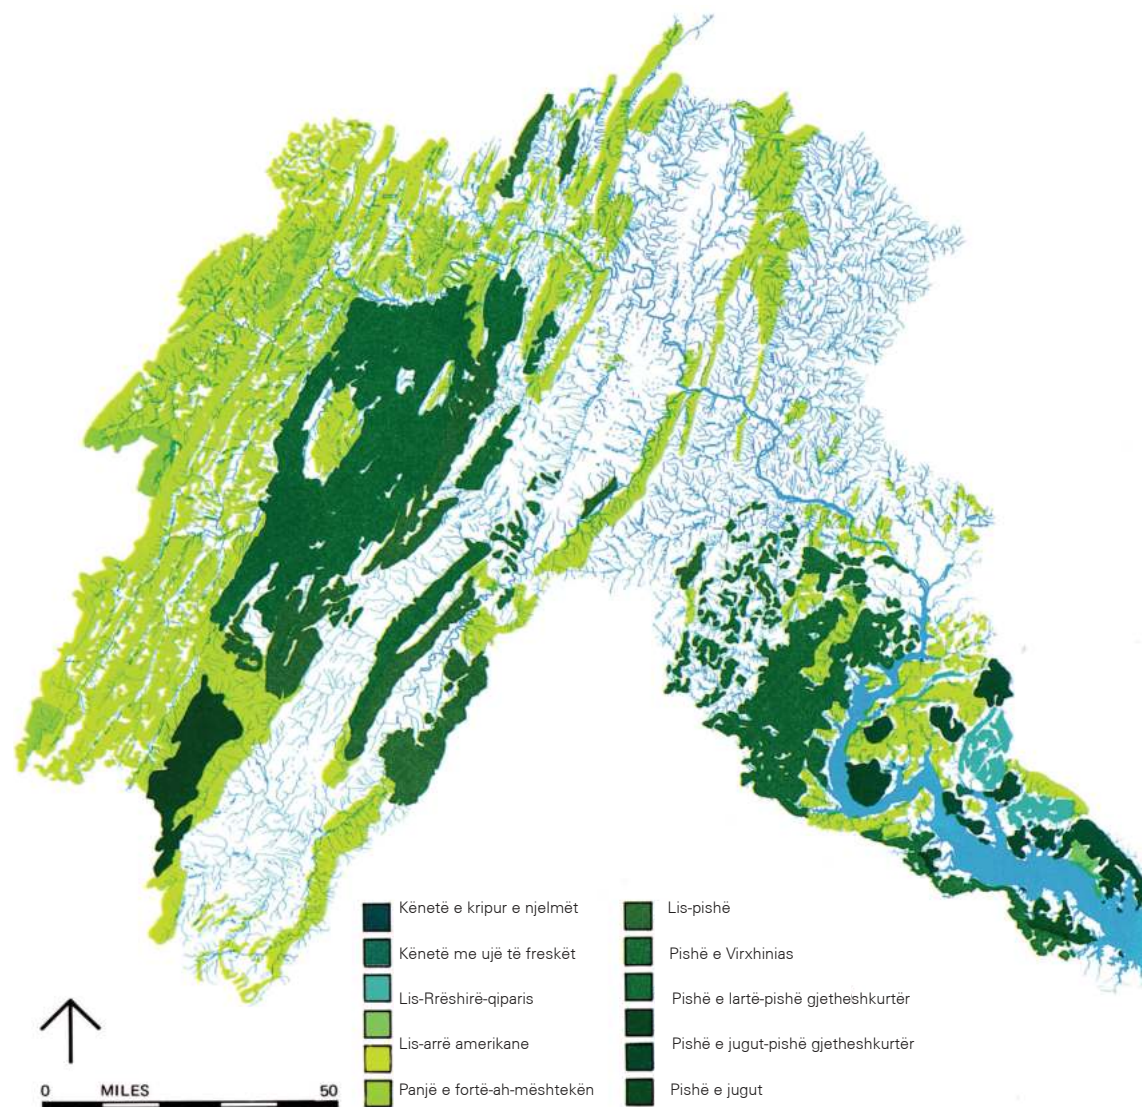 Kënetë e kripur e njelmët
Kënetë me ujë të freskët
Lis-Rrëshirë-qiparis
Lis-arrë amerikane
Panjë e fortë-ah-mështekën
Lis-pishë
Pishë e Virxhinias
Pishë e lartë-pishë gjetheshkurtër
Pishë e jugut-pishë gjetheshkurtër
Pishë e jugut
0 MILES 50